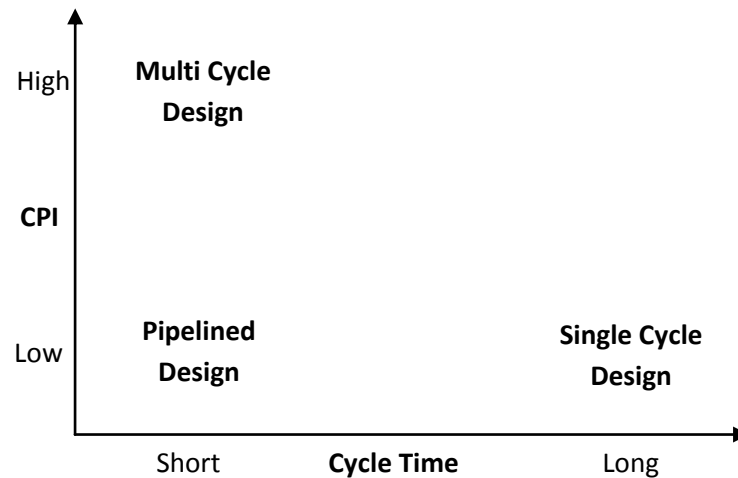 High
Multi Cycle
Design
CPI
Low
Pipelined
Design
Single Cycle
Design
Short
Cycle Time
Long